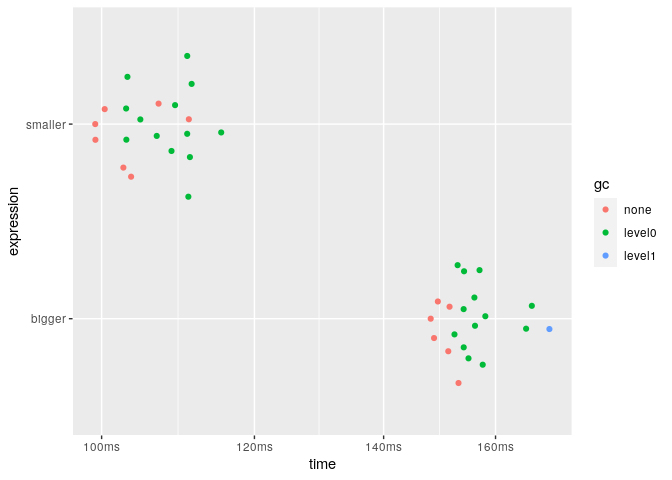 smaller
bigger
expression
100ms 120ms 140ms 160ms
time
gc
none
level0
level1